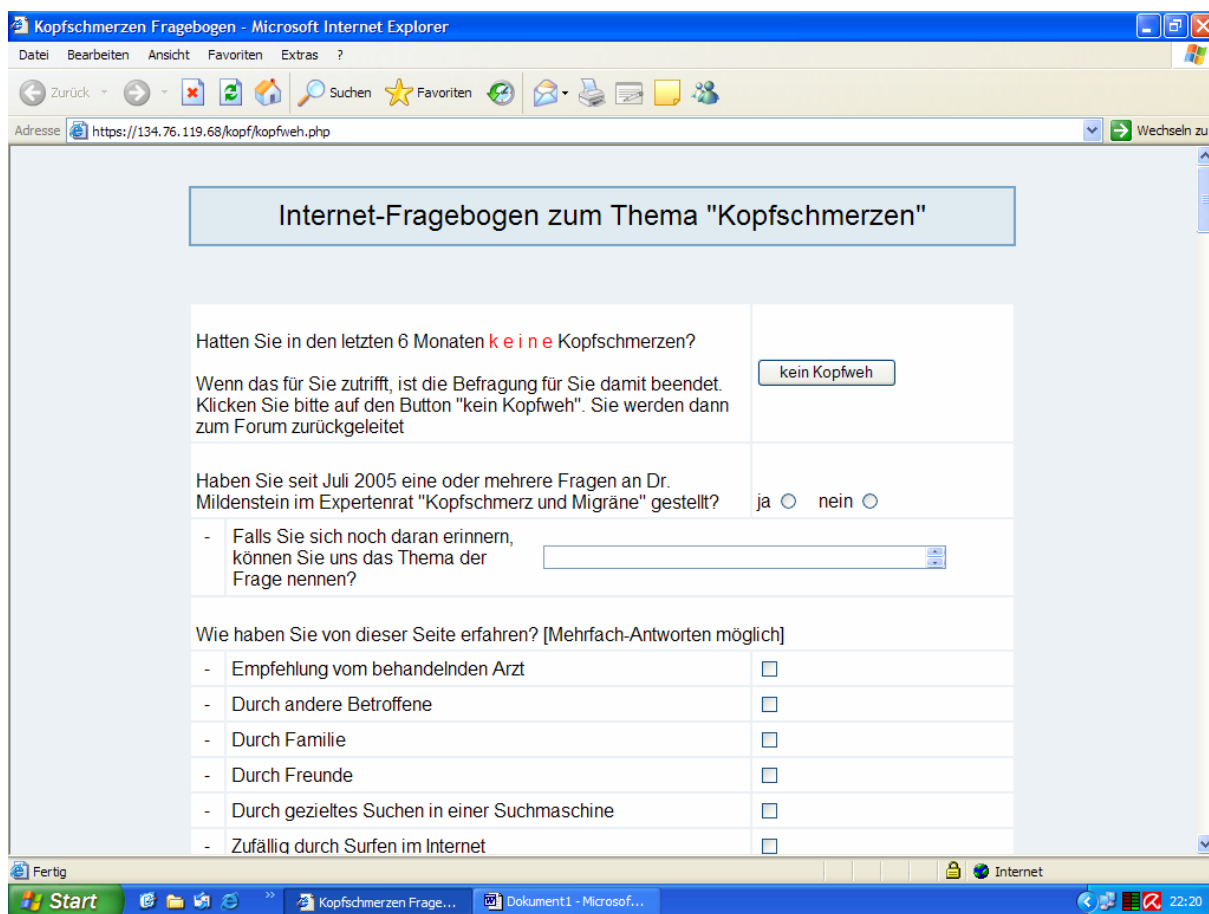 Kopfschmerzen Fragebogen - Microsoft Internet Explorer
Datei Bearbeiten Ansicht Favoriten Extras ?
Zurück Suchen Favoriten
Adresse https://134.76.119.68/kopf/kopfweh.php Wechseln zu
Internet-Fragebogen zum Thema "Kopfschmerzen"
Hatten Sie in den letzten 6 Monaten k e i n e Kopfschmerzen?
Wenn das für Sie zutrifft, ist die Befragung für Sie damit beendet.
Klicken Sie bitte auf den Button "kein Kopfweh". Sie werden dann
zum Forum zurückgeleitet
kein Kopfweh
Haben Sie seit Juli 2005 eine oder mehrere Fragen an Dr.
Mildenstein im Expertenrat "Kopfschmerz und Migräne" gestellt? ja nein
- Falls Sie sich noch daran erinnern,
können Sie uns das Thema der
Frage nennen?
Wie haben Sie von dieser Seite erfahren? [Mehrfach-Antworten möglich]
- Empfehlung vom behandelnden Arzt
- Durch andere Betroffene
- Durch Familie
- Durch Freunde
- Durch gezieltes Suchen in einer Suchmaschine
- Zufällig durch Surfen im Internet
Fertig Internet
Start » Kopfschmerzen Frage... Dokument1 - Microsof... 22:20